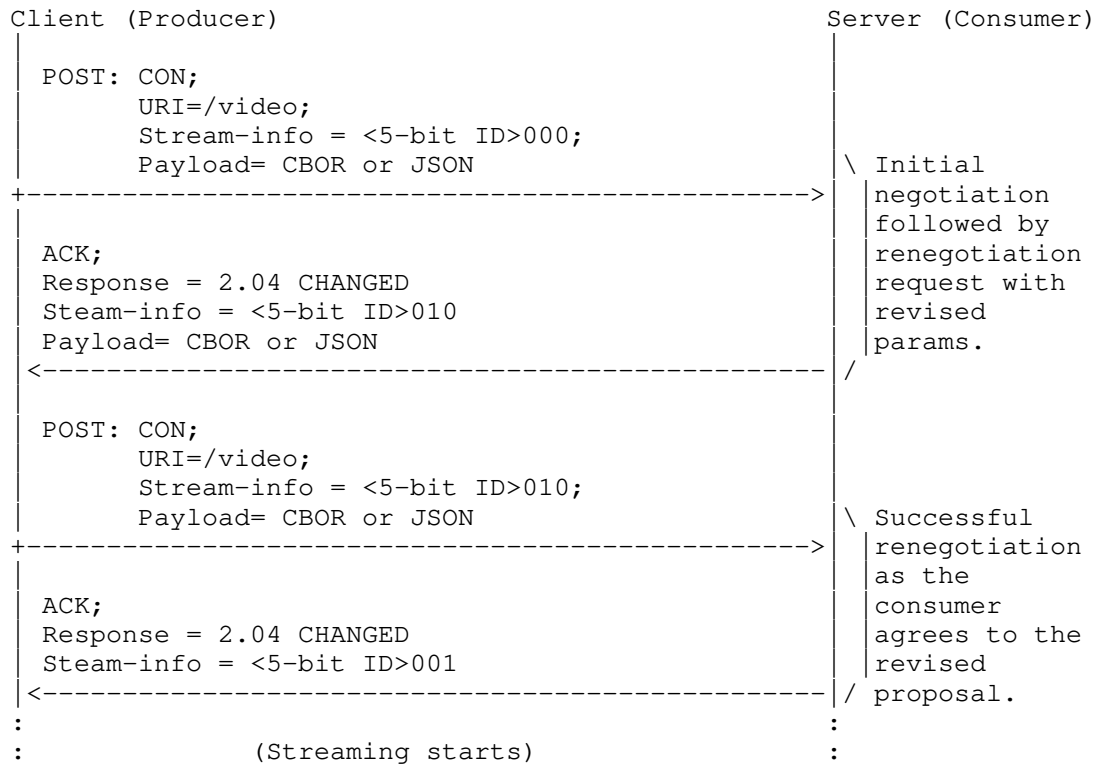 Client (Producer)                                   Server (Consumer)
|                                                   |
| POST: CON;                                        |
|       URI=/video;                                 |
|       Stream-info = <5-bit ID>000;                |
|       Payload= CBOR or JSON                       |\ Initial
+-------------------------------------------------->| |negotiation
|                                                   | |followed by
| ACK;                                              | |renegotiation
| Response = 2.04 CHANGED                           | |request with
| Steam-info = <5-bit ID>010                        | |revised
| Payload= CBOR or JSON                             | |params.
|<--------------------------------------------------|/
|                                                   |
| POST: CON;                                        |
|       URI=/video;                                 |
|       Stream-info = <5-bit ID>010;                |
|       Payload= CBOR or JSON                       |\ Successful
+-------------------------------------------------->| |renegotiation
|                                                   | |as the
| ACK;                                              | |consumer
| Response = 2.04 CHANGED                           | |agrees to the
| Steam-info = <5-bit ID>001                        | |revised
|<--------------------------------------------------|/ proposal.
:                                                   :
:              (Streaming starts)                   :